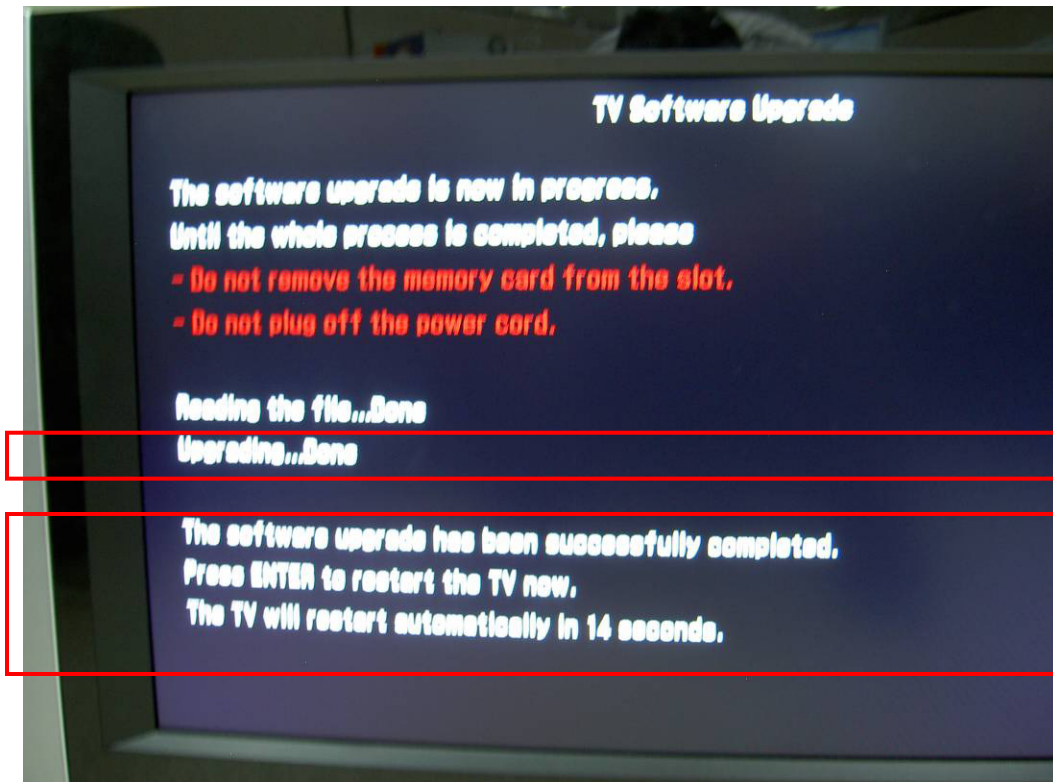 TV Software Upgrade
The software upgrade is now in progress.
Until the whole process is completed, please
- Do not remove the memory card from the slot.
- Do not plug off the power cord.
Reading the file...Done
Upgrading...Done
The software upgrade has been successfully completed.
Press ENTER to restart the TV now.
The TV will restart automatically in 14 seconds.